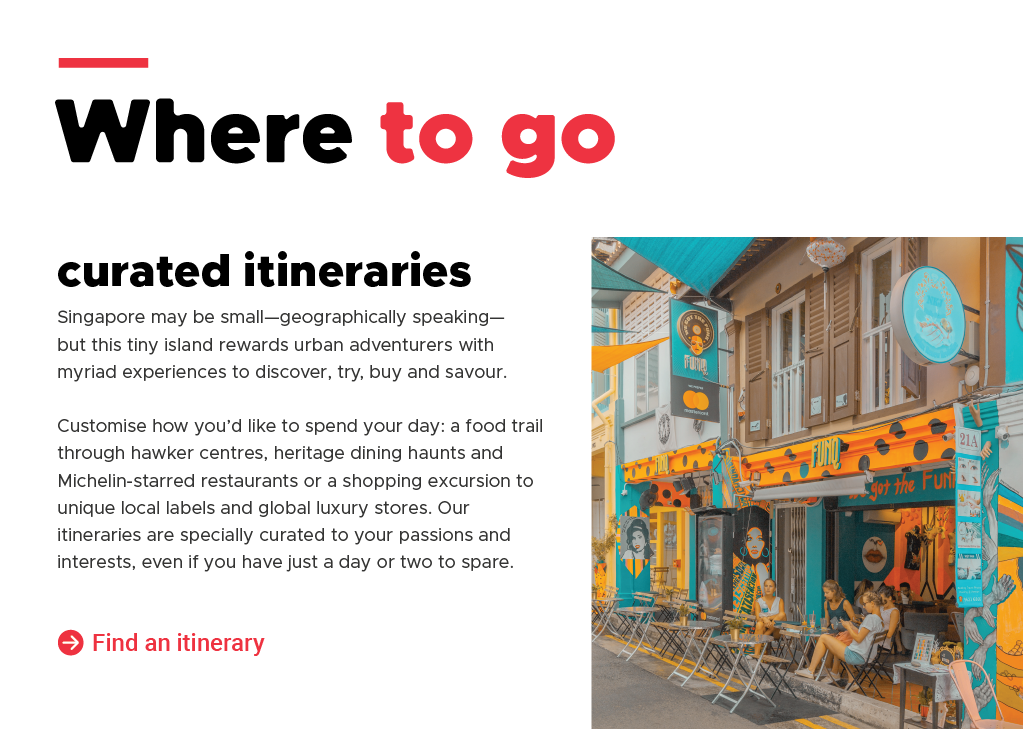 Where to go
curated itineraries
Singapore may be small—geographically speaking—
but this tiny island rewards urban adventurers with
myriad experiences to discover, try, buy and savour.
Customise how you’d like to spend your day: a food trail
through hawker centres, heritage dining haunts and
Michelin-starred restaurants or a shopping excursion to
unique local labels and global luxury stores. Our
itineraries are specially curated to your passions and
interests, even if you have just a day or two to spare.
Find an itinerary
mastercard
FUNQ
21A
got the Fun